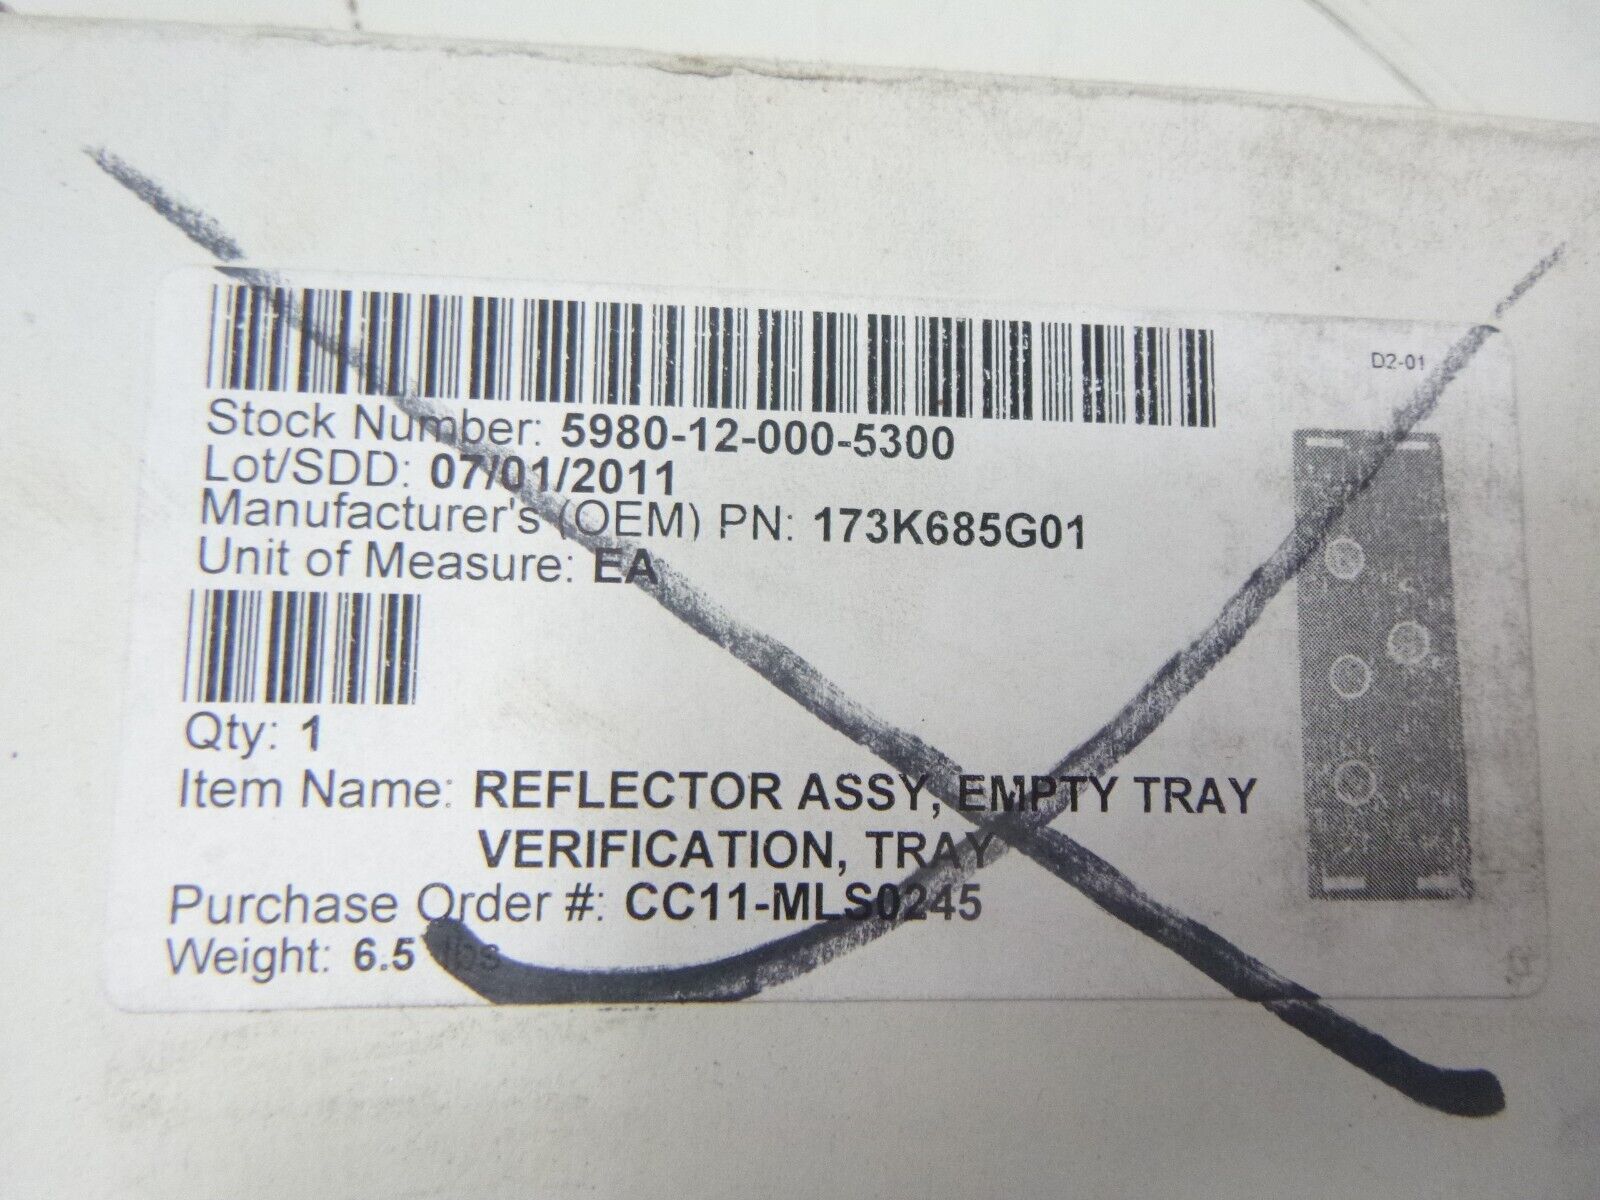 D2-01
Stock Number: 5980-12-000-5300
Lot/SDD: 07/01/2011
Manufacturer's (OEM) PN: 173K685G01
Unit of Measure: EA
Qty: 1
Item Name: REFLECTOR ASSY, EMPTY TRAY
VERIFICATION, TRAY
Purchase Order #: CC11-MLS0245
Weight: 6.5 lbs